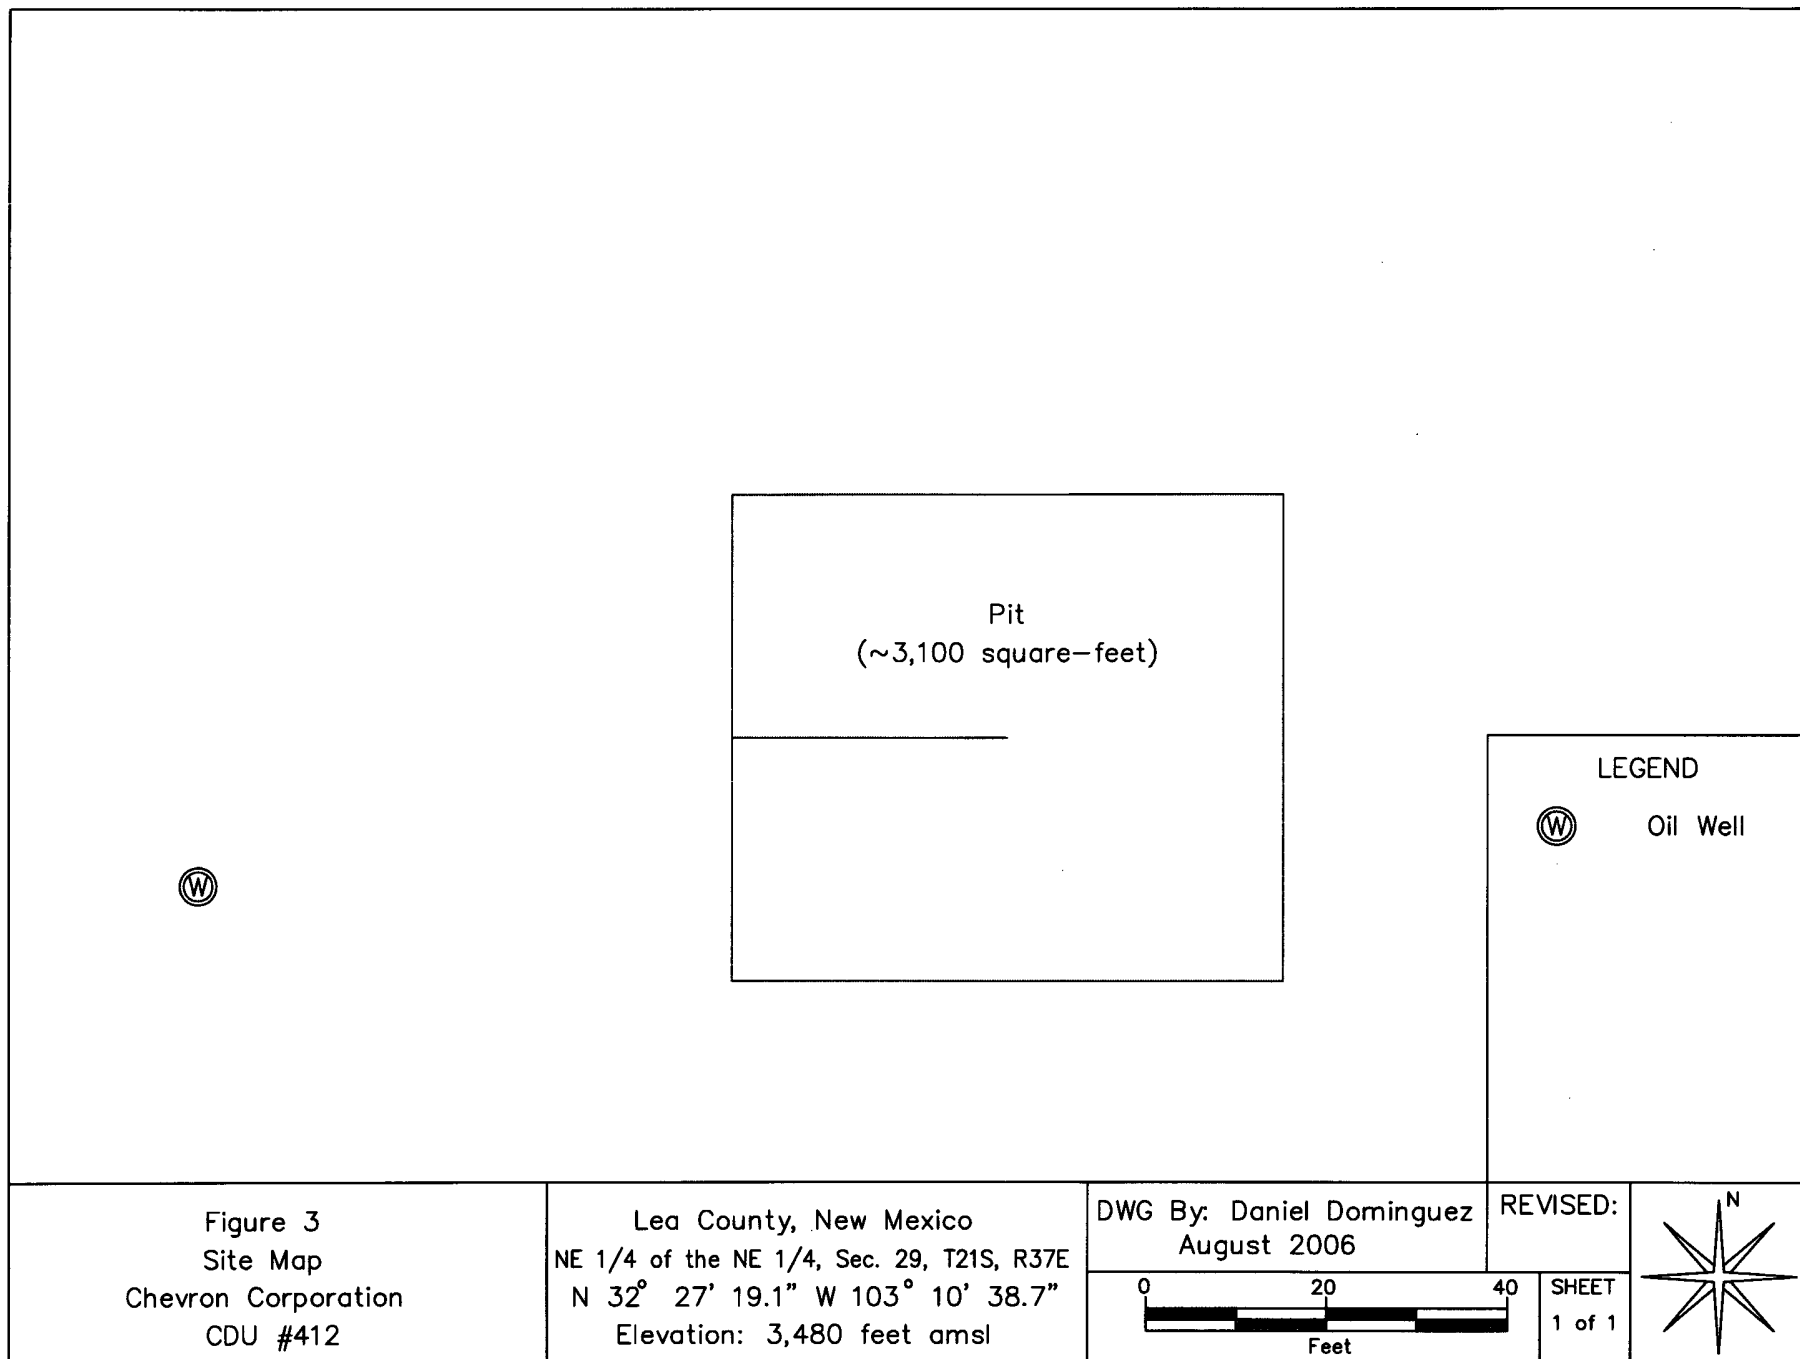 Pit
(~3,100 square-feet)
W
LEGEND
W Oil Well
Figure 3
Site Map
Chevron Corporation
CDU #412
Lea County, New Mexico
NE 1/4 of the NE 1/4, Sec. 29, T21S, R37E
N 32° 27' 19.1" W 103° 10' 38.7"
Elevation: 3,480 feet amsl
DWG By: Daniel Dominguez
August 2006
REVISED:
0 20 40
Feet
SHEET
1 of 1
N